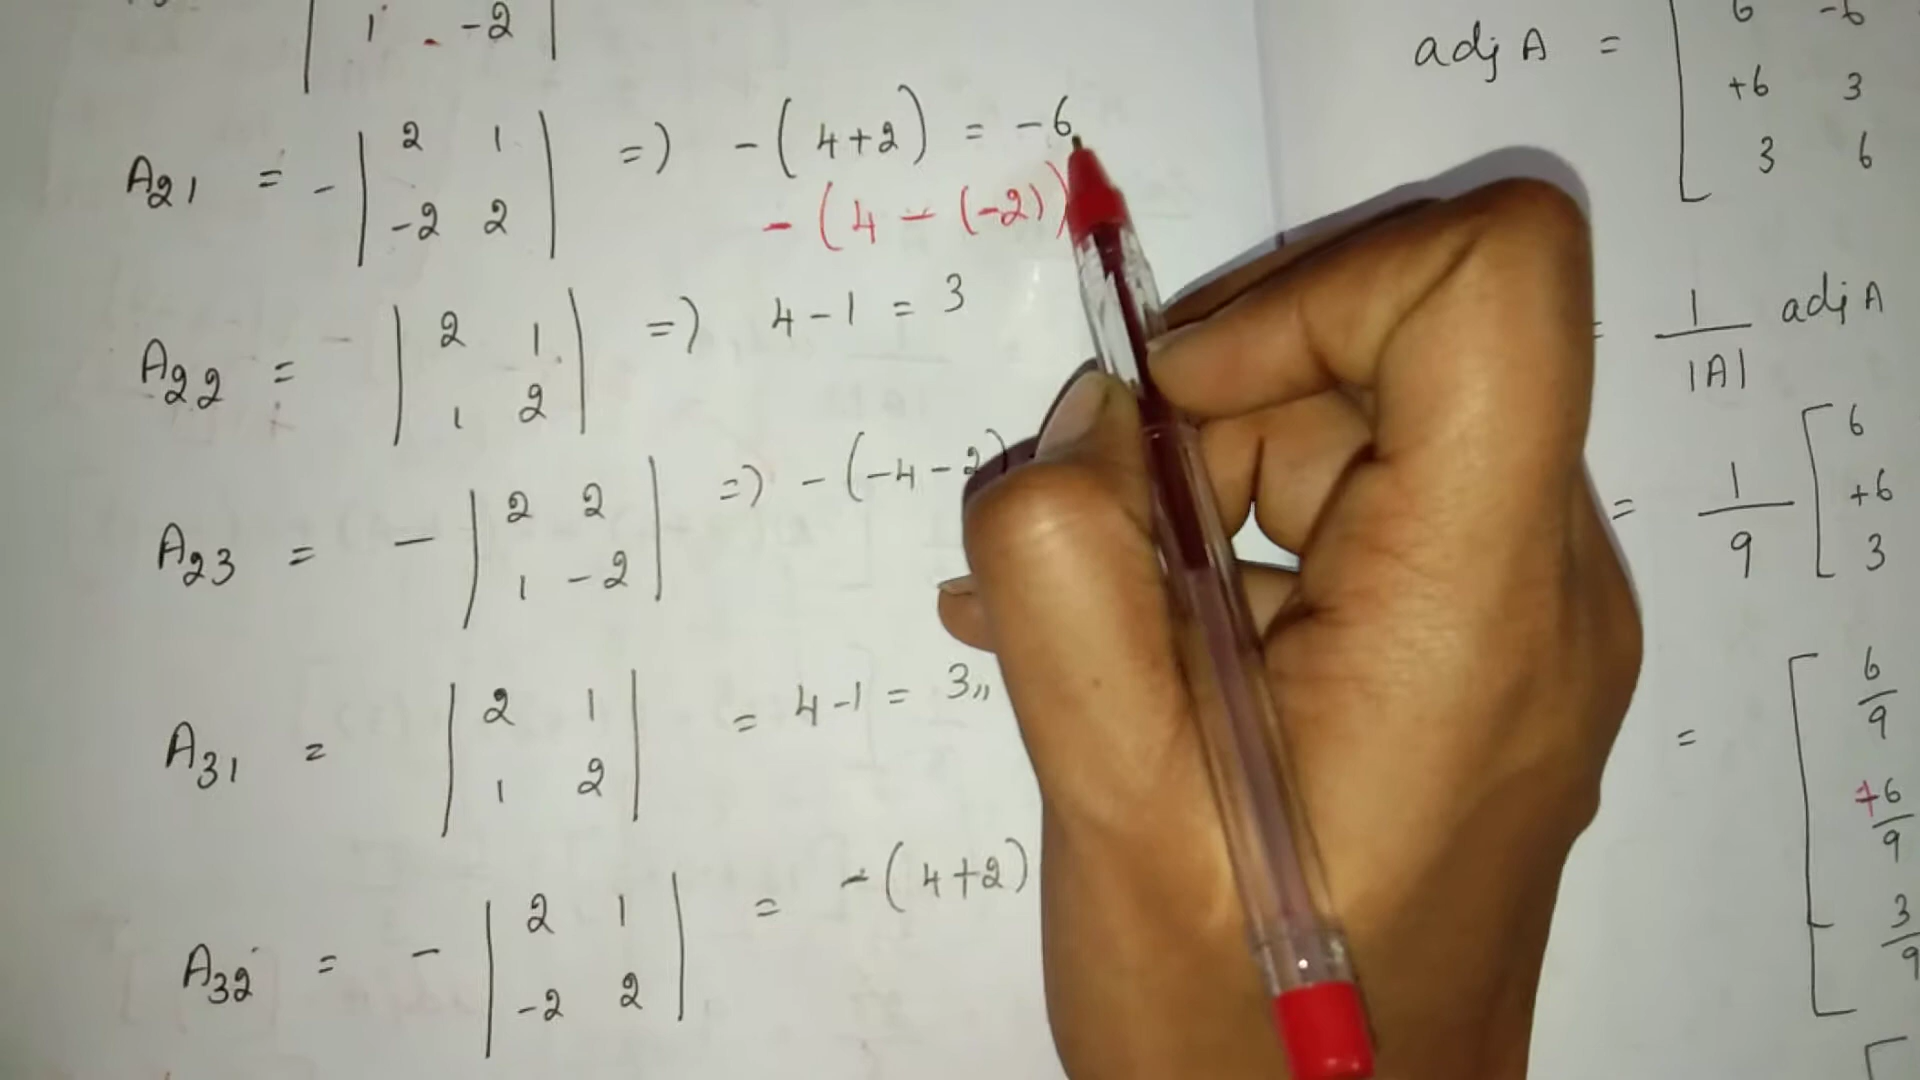 1 -2
A21 = - | 2 1 | => - ( 4+2 ) = -6
| -2 2 | - ( 4 - (-2) )
A22 = | 2 1 | => 4 - 1 = 3
| 1 2 |
A23 = - | 2 2 | => - ( -4 - 2 )
| 1 -2 |
A31 = | 2 1 | = 4 - 1 = 3,,
| 1 2 |
A32 = - | 2 1 | = - ( 4+2 )
| -2 2 |
6 -6
adj A = [ +6 3
3 6
= 1/|A| adj A
= 1/9 [ 6
+6
3
= [ 6/9
+6/9
3/9